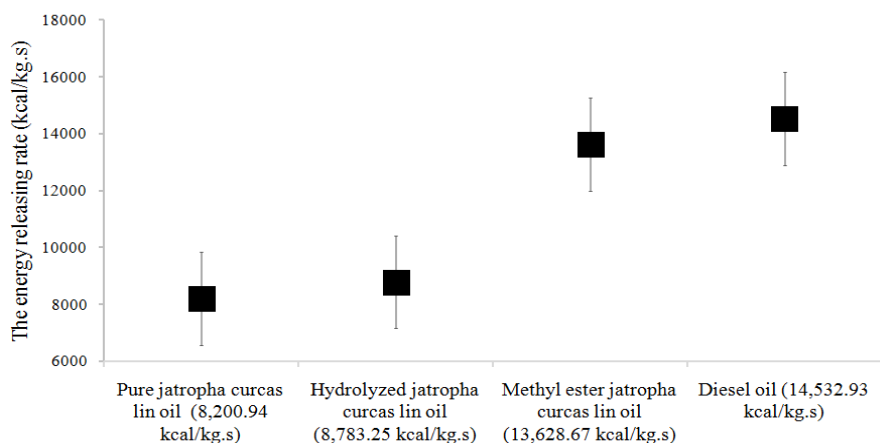 The energy releasing rate (kcal/kg.s)
18000
16000
14000
12000
10000
8000
6000
Pure jatropha curcas
lin oil (8,200.94
kcal/kg.s)
Hydrolyzed jatropha
curcas lin oil
(8,783.25 kcal/kg.s)
Methyl ester jatropha
curcas lin oil
(13,628.67 kcal/kg.s)
Diesel oil (14,532.93
kcal/kg.s)